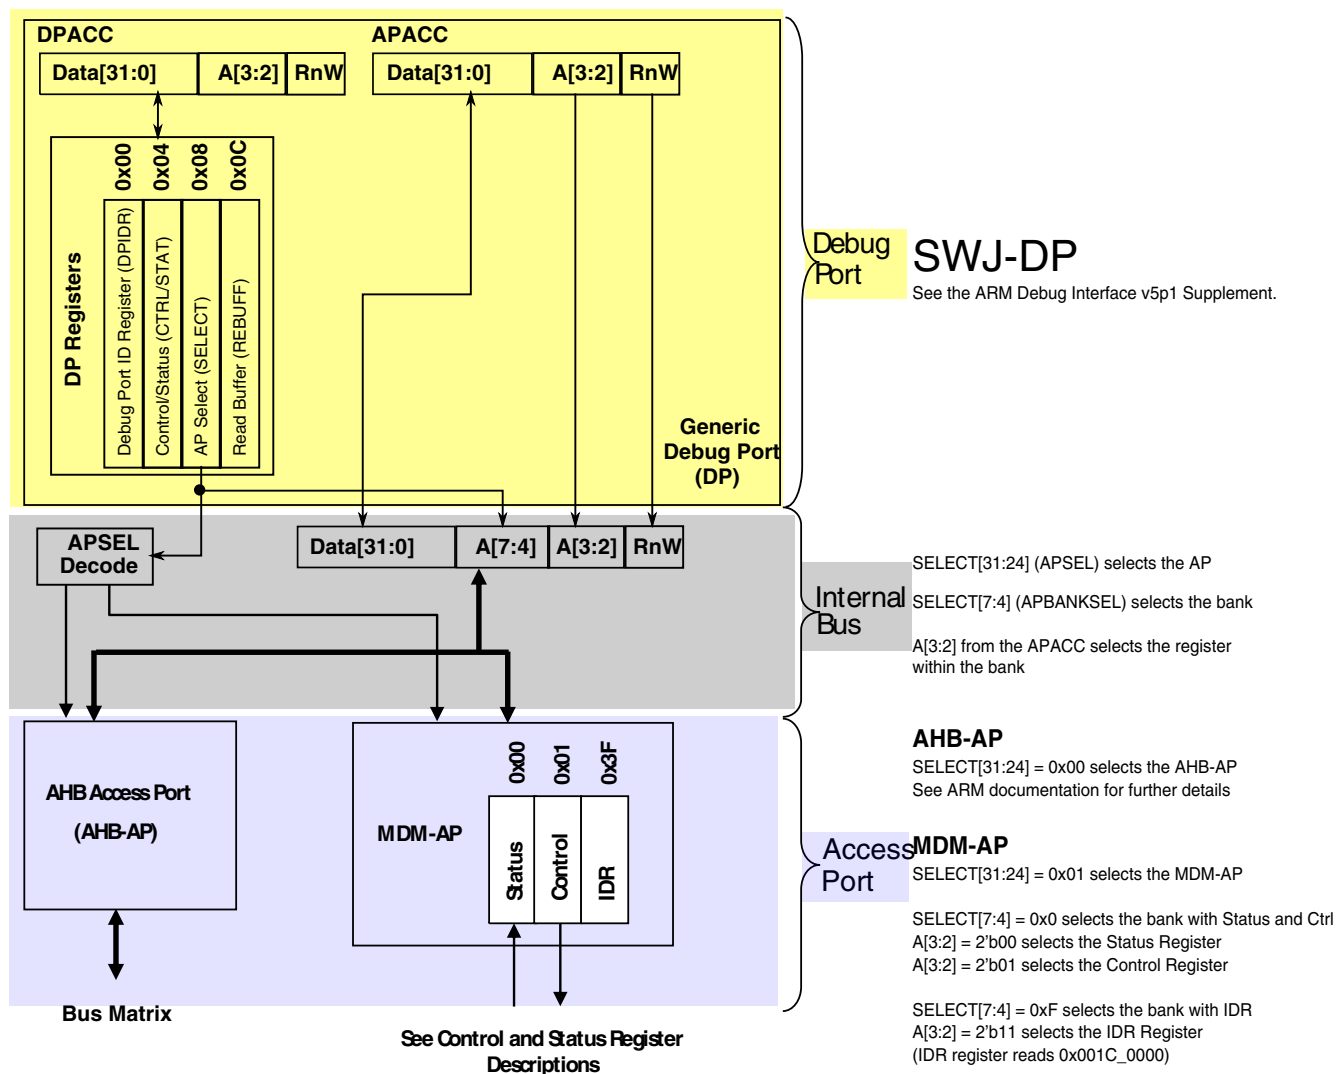 DPACC
APACC
Data[31:0] A[3:2] RnW
Data[31:0] A[3:2] RnW
0x00
0x04
0x08
0x0C
DP Registers
Debug Port ID Register (DPIDR)
Control/Status (CTRL/STAT)
AP Select (SELECT)
Read Buffer (REBUFF)
Generic
Debug Port
(DP)
Debug
Port
SWJ-DP
See the ARM Debug Interface v5p1 Supplement.
APSEL
Decode
Data[31:0] A[7:4] A[3:2] RnW
Internal
Bus
SELECT[31:24] (APSEL) selects the AP
SELECT[7:4] (APBANKSEL) selects the bank
A[3:2] from the APACC selects the register
within the bank
AHB Access Port
(AHB-AP)
MDM-AP
0x00
0x01
0x3F
Status
Control
IDR
Access
Port
AHB-AP
SELECT[31:24] = 0x00 selects the AHB-AP
See ARM documentation for further details
MDM-AP
SELECT[31:24] = 0x01 selects the MDM-AP
SELECT[7:4] = 0x0 selects the bank with Status and Ctrl
A[3:2] = 2'b00 selects the Status Register
A[3:2] = 2'b01 selects the Control Register
SELECT[7:4] = 0xF selects the bank with IDR
A[3:2] = 2'b11 selects the IDR Register
(IDR register reads 0x001C_0000)
Bus Matrix
See Control and Status Register
Descriptions